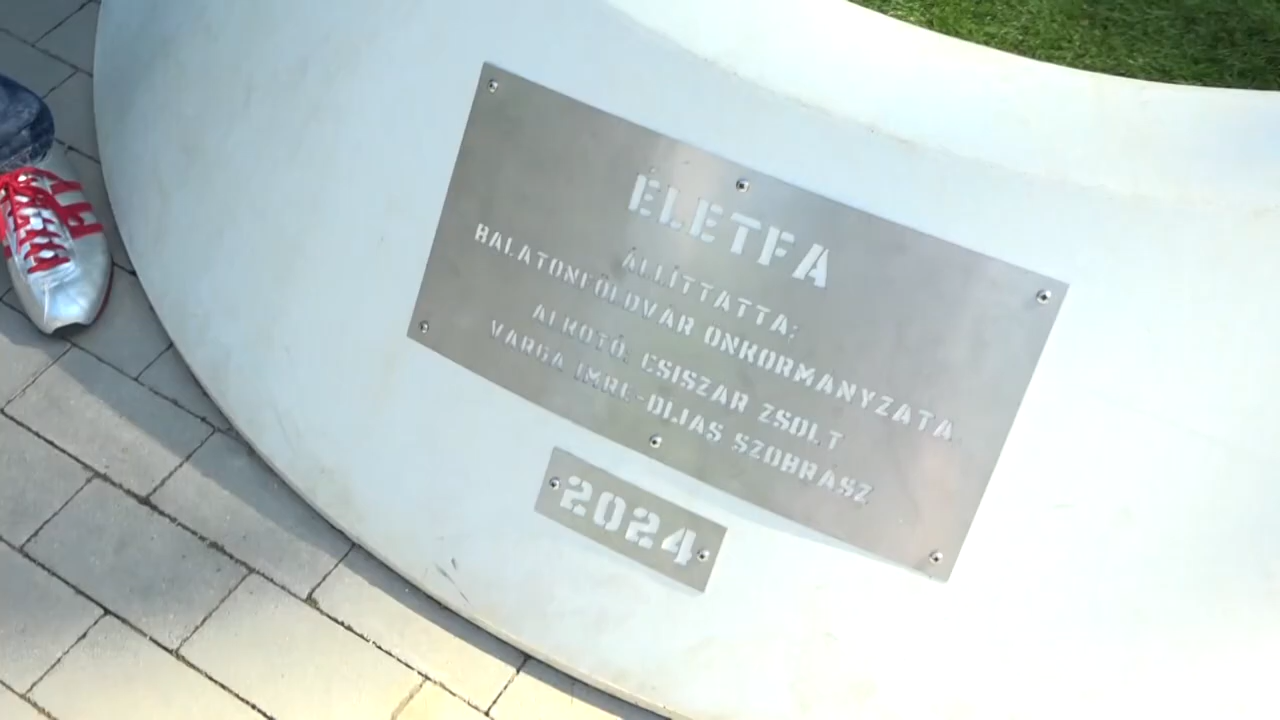 ÉLETFA
ÁLLÍTTATTA:
BALATONFÖLDVÁR ÖNKORMÁNYZATA.
ALKOTÓ: CSISZÁR ZSOLT
VARGA IMRE-DÍJAS SZOBRÁSZ
2024